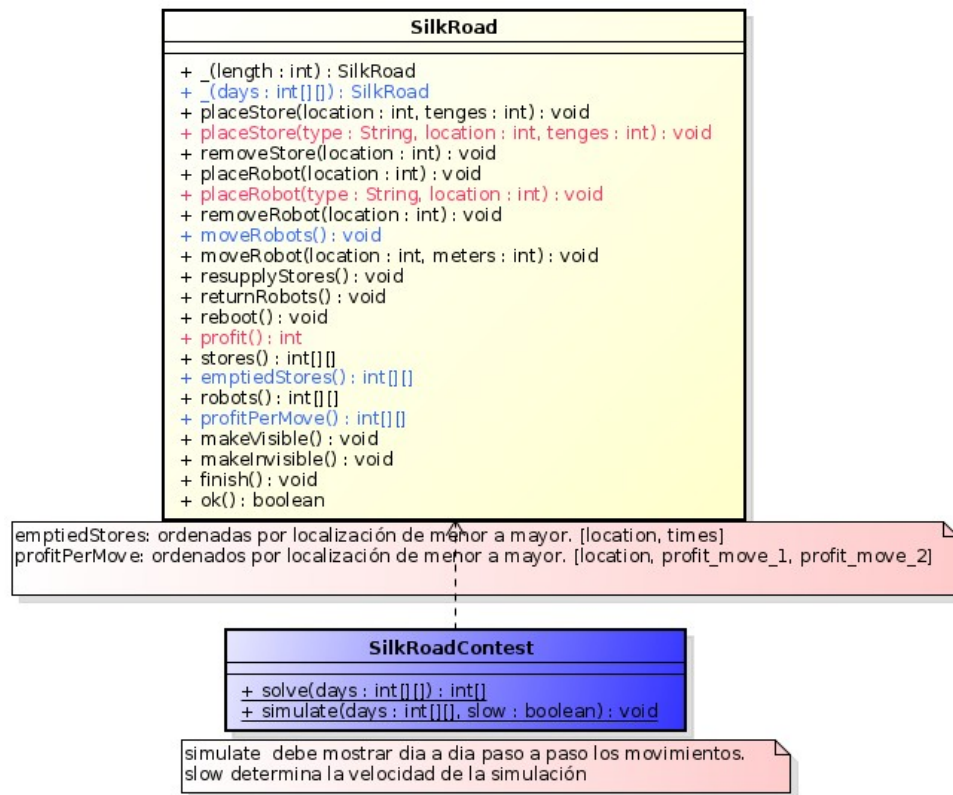 SilkRoad
+ _(length : int) : SilkRoad
+ _(days : int[][]) : SilkRoad
+ placeStore(location : int, tenges : int) : void
+ placeStore(type : String, location : int, tenges : int) : void
+ removeStore(location : int) : void
+ placeRobot(location : int) : void
+ placeRobot(type : String, location : int) : void
+ removeRobot(location : int) : void
+ moveRobots() : void
+ moveRobot(location : int, meters : int) : void
+ resupplyStores() : void
+ returnRobots() : void
+ reboot() : void
+ profit() : int
+ stores() : int[][]
+ emptiedStores() : int[][]
+ robots() : int[][]
+ profitPerMove() : int[][]
+ makeVisible() : void
+ makeInvisible() : void
+ finish() : void
+ ok() : boolean
emptiedStores: ordenadas por localización de menor a mayor. [location, times]
profitPerMove: ordenados por localización de menor a mayor. [location, profit_move_1, profit_move_2]
SilkRoadContest
+ solve(days : int[][]) : int[]
+ simulate(days : int[][], slow : boolean) : void
simulate  debe mostrar dia a dia paso a paso los movimientos.
slow determina la velocidad de la simulación